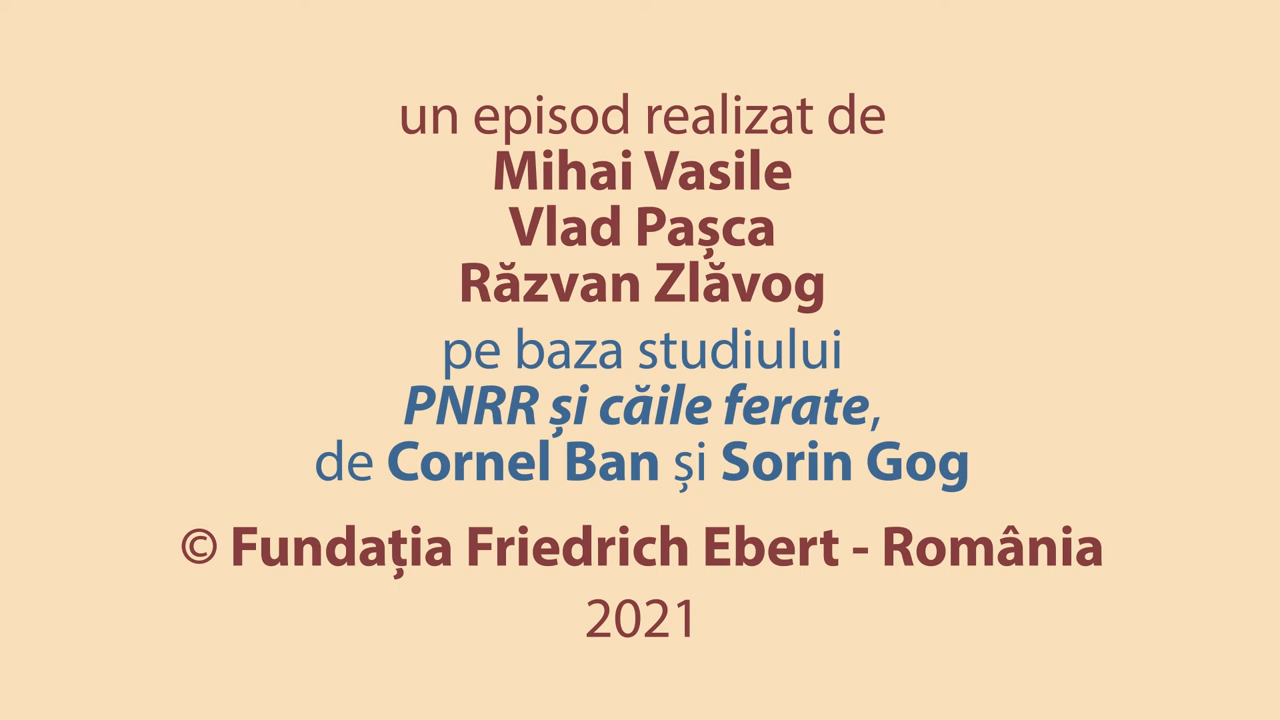 un episod realizat de
Mihai Vasile
Vlad Pașca
Răzvan Zlăvog
pe baza studiului
PNRR și căile ferate,
de Cornel Ban și Sorin Gog
© Fundația Friedrich Ebert - România
2021